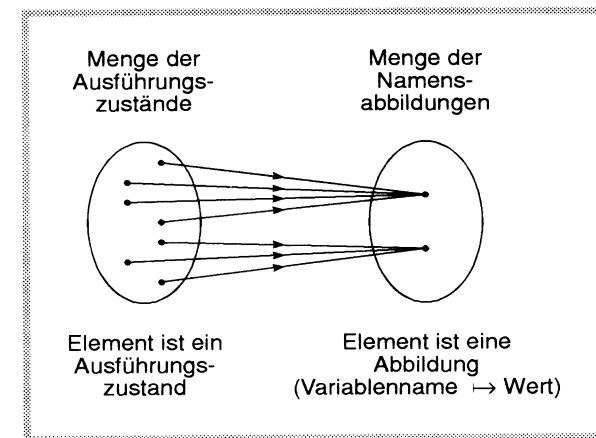 Menge der
Ausführungs-
zustände
Menge der
Namens-
abbildungen
Element ist ein
Ausführungs-
zustand
Element ist eine
Abbildung
(Variablenname ↦ Wert)